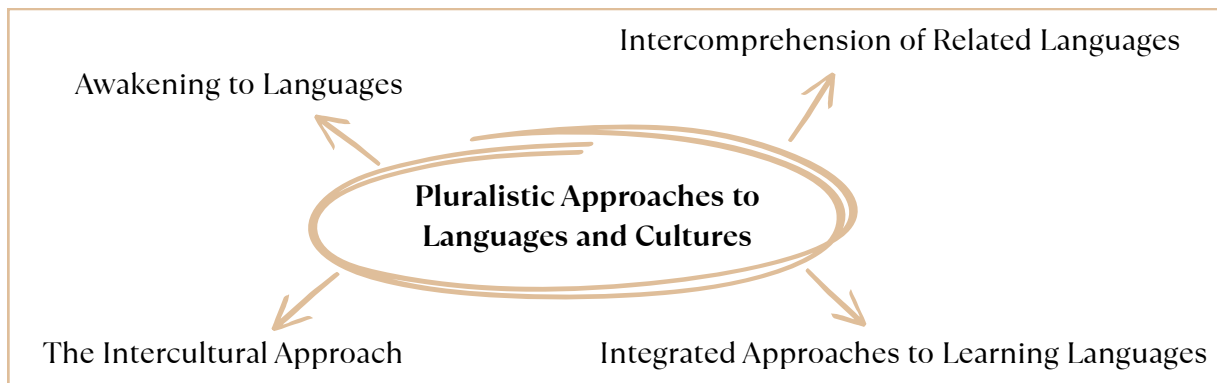 Intercomprehension of Related Languages
Awakening to Languages
Pluralistic Approaches to
Languages and Cultures
The Intercultural Approach
Integrated Approaches to Learning Languages